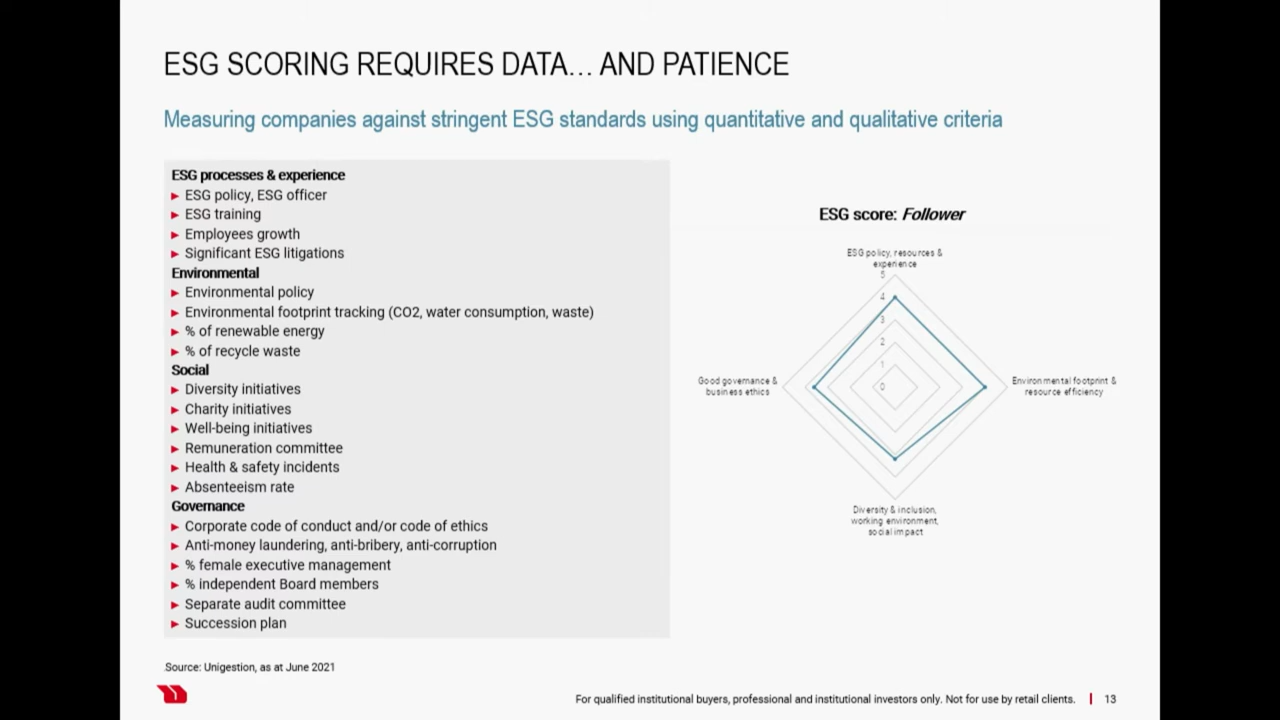 ESG SCORING REQUIRES DATA... AND PATIENCE
Measuring companies against stringent ESG standards using quantitative and qualitative criteria
ESG processes & experience
► ESG policy, ESG officer
► ESG training
► Employees growth
► Significant ESG litigations
Environmental
► Environmental policy
► Environmental footprint tracking (CO2, water consumption, waste)
► % of renewable energy
► % of recycle waste
Social
► Diversity initiatives
► Charity initiatives
► Well-being initiatives
► Remuneration committee
► Health & safety incidents
► Absenteeism rate
Governance
► Corporate code of conduct and/or code of ethics
► Anti-money laundering, anti-bribery, anti-corruption
► % female executive management
► % independent Board members
► Separate audit committee
► Succession plan
ESG score: Follower
ESG policy, resources &
experience
5
4
3
2
1
0
Good governance &
business ethics
Environmental footprint &
resource efficiency
Diversity & inclusion,
working environment,
social impact
Source: Unigestion, as at June 2021
For qualified institutional buyers, professional and institutional investors only. Not for use by retail clients. | 13